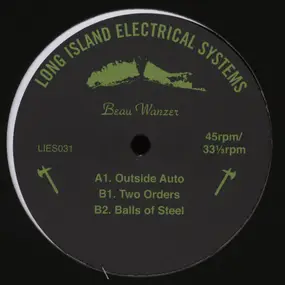 LONG ISLAND ELECTRICAL SYSTEMS
Beau Wanzer
LIES031
45rpm/
33⅓rpm
A1. Outside Auto
B1. Two Orders
B2. Balls of Steel